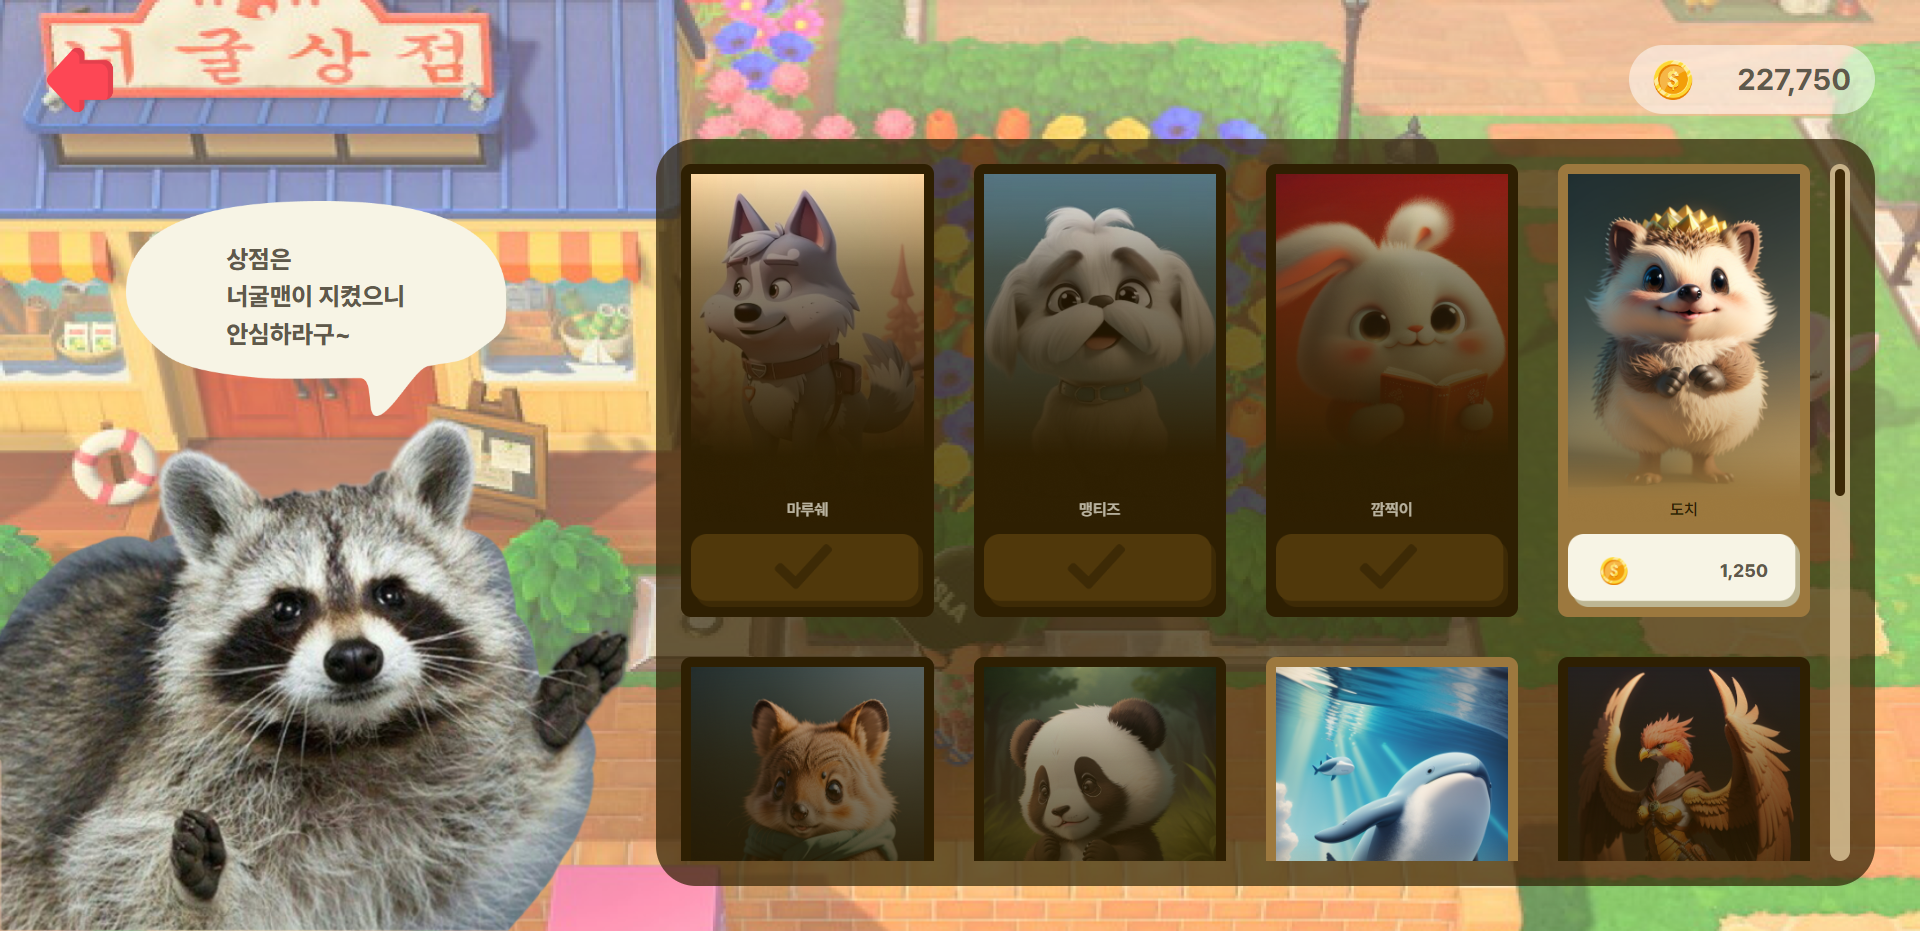 너굴상점
227,750
상점은
너굴맨이 지켰으니
안심하라구~
마루쉐
맹티즈
깜찍이
도치
1,250